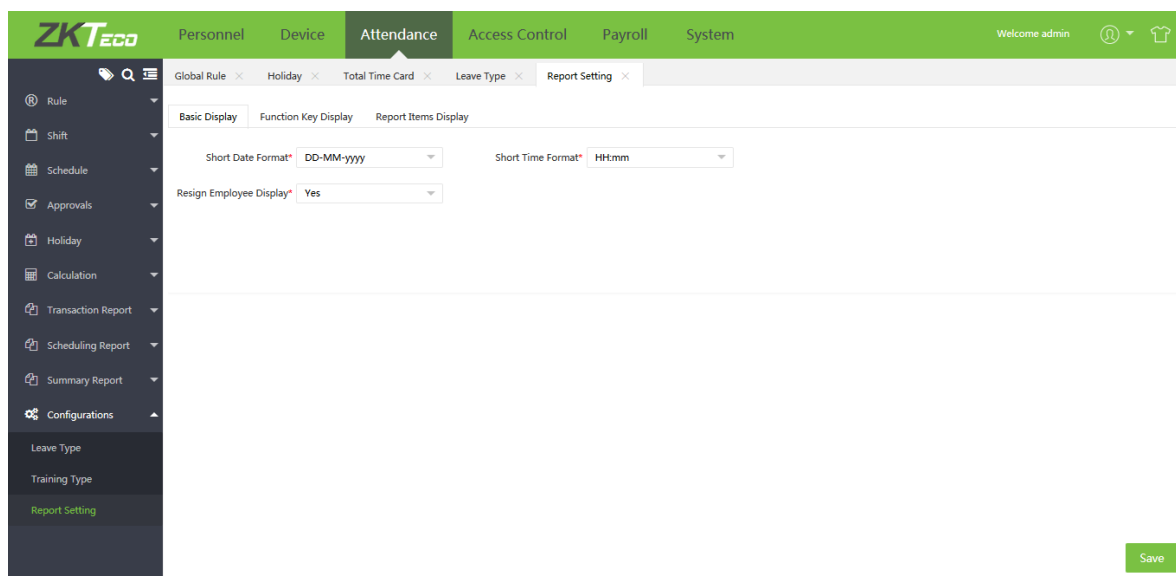 ZKTeco
Personnel Device Attendance Access Control Payroll System
Welcome admin
Global Rule Holiday Total Time Card Leave Type Report Setting
Rule
Shift
Schedule
Approvals
Holiday
Calculation
Transaction Report
Scheduling Report
Summary Report
Configurations
Leave Type
Training Type
Report Setting
Basic Display Function Key Display Report Items Display
Short Date Format* DD-MM-yyyy Short Time Format* HH:mm
Resign Employee Display* Yes
Save